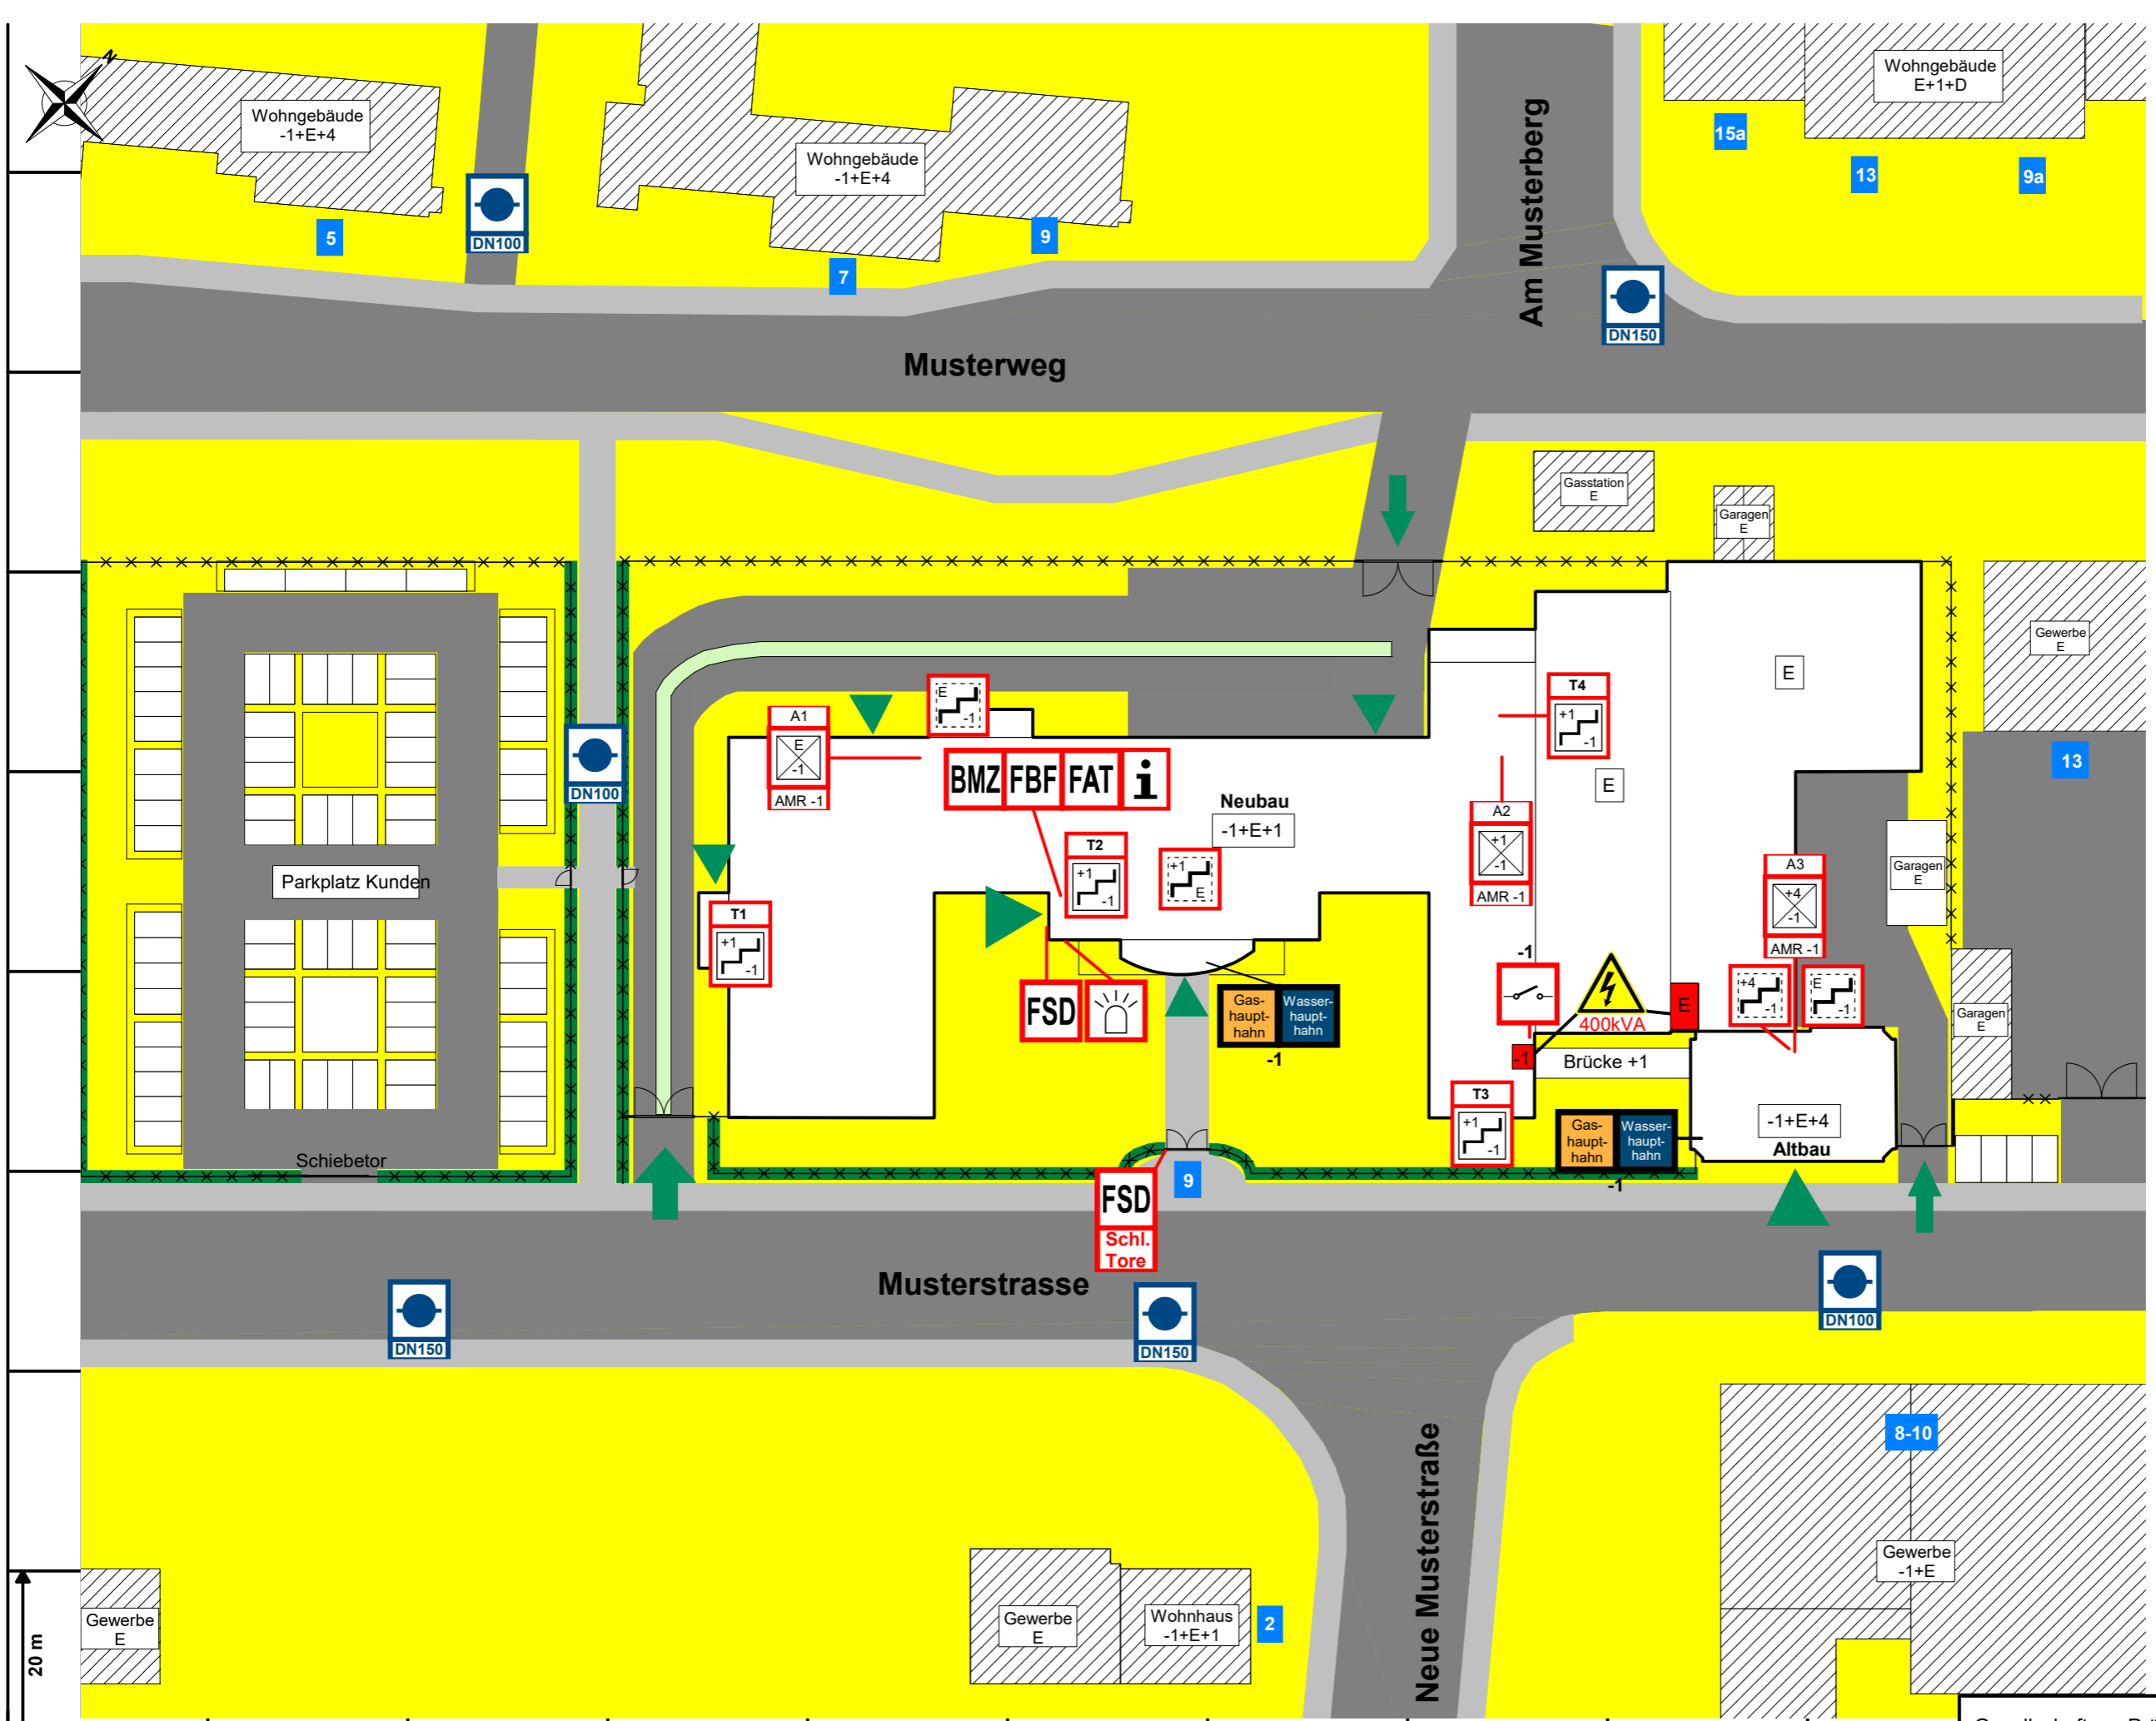 N
Wohngebäude
-1+E+4
5
DN100
Wohngebäude
-1+E+4
7
9
Am Musterberg
Wohngebäude
E+1+D
15a
13
9a
DN150
Musterweg
Gasstation
E
Garagen
E
Gewerbe
E
13
E
E
T4
+1
-1
E
-1
A1
E
-1
AMR -1
BMZ
FBF
FAT
i
Neubau
-1+E+1
DN100
T2
+1
-1
+1
E
A2
+1
-1
AMR -1
A3
+4
-1
AMR -1
Garagen
E
Parkplatz Kunden
T1
+1
-1
-1
FSD
Gas-
haupt-
hahn
Wasser-
haupt-
hahn
-1
400kVA
E
-1
+4
-1
E
-1
Garagen
E
Brücke +1
T3
+1
-1
Gas-
haupt-
hahn
Wasser-
haupt-
hahn
-1
-1+E+4
Altbau
Schiebetor
9
FSD
Schl.
Tore
Musterstrasse
DN150
DN150
DN100
Neue Musterstraße
8-10
Gewerbe
-1+E
Gewerbe
E
Gewerbe
E
Wohnhaus
-1+E+1
2
20 m